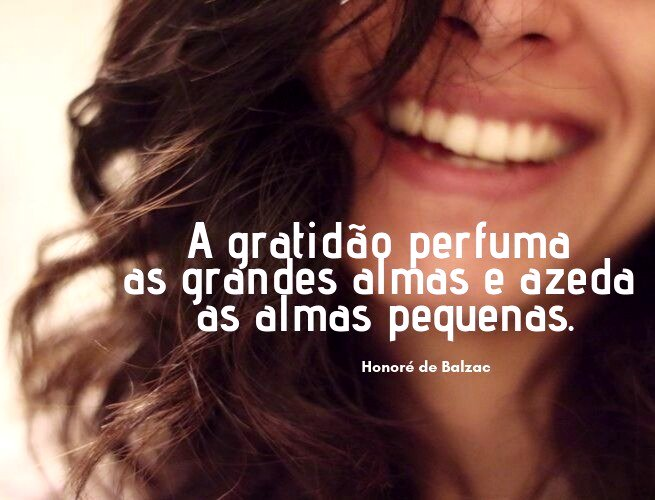 A gratidão perfuma
as grandes almas e azeda
as almas pequenas.
Honoré de Balzac